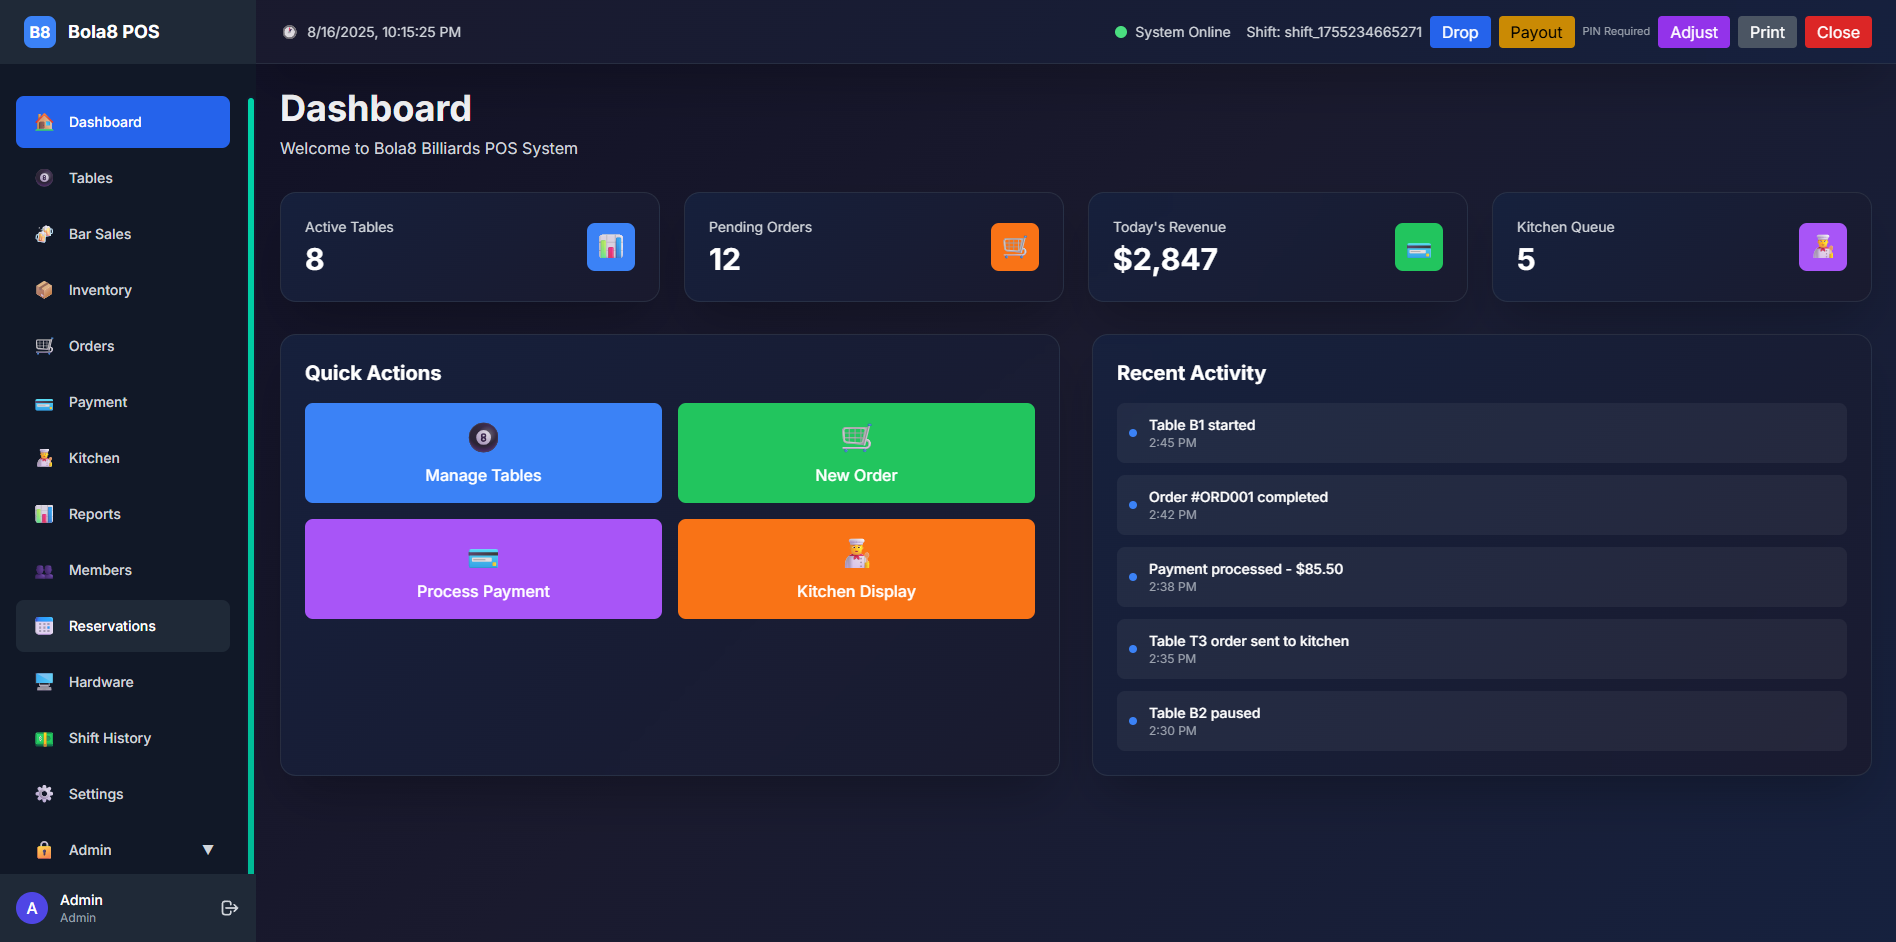 B8 Bola8 POS
8/16/2025, 10:15:25 PM
System Online Shift: shift_1755234665271 Drop Payout PIN Required Adjust Print Close
Dashboard
Tables
Bar Sales
Inventory
Orders
Payment
Kitchen
Reports
Members
Reservations
Hardware
Shift History
Settings
Admin ▼
A Admin
Admin
Dashboard
Welcome to Bola8 Billiards POS System
Active Tables
8
Pending Orders
12
Today's Revenue
$2,847
Kitchen Queue
5
Quick Actions
Manage Tables
New Order
Process Payment
Kitchen Display
Recent Activity
Table B1 started
2:45 PM
Order #ORD001 completed
2:42 PM
Payment processed - $85.50
2:38 PM
Table T3 order sent to kitchen
2:35 PM
Table B2 paused
2:30 PM